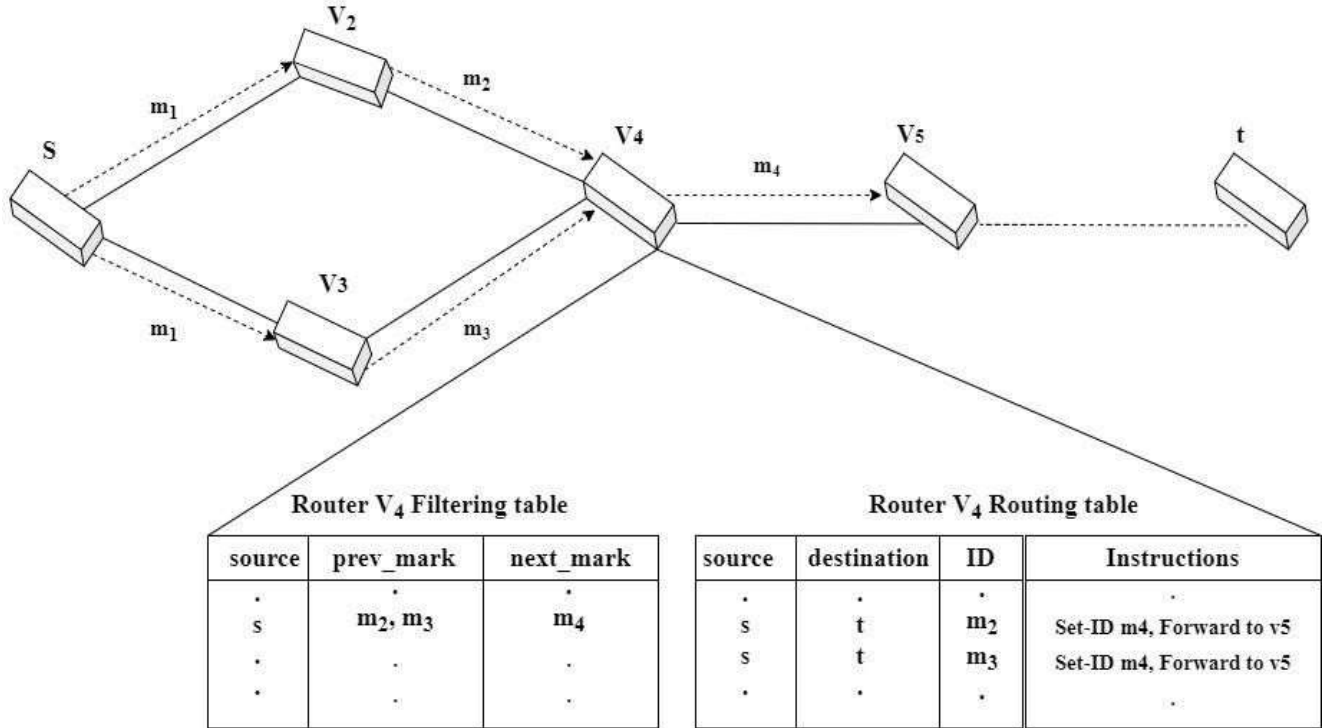 V2
m1
m2
S
V4
V5
t
m4
V3
m1
m3
Router V4 Filtering table
source prev_mark next_mark
. . .
s m2, m3 m4
. . .
. . .
Router V4 Routing table
source destination ID Instructions
. . . .
s t m2 Set-ID m4, Forward to v5
s t m3 Set-ID m4, Forward to v5
. . . .